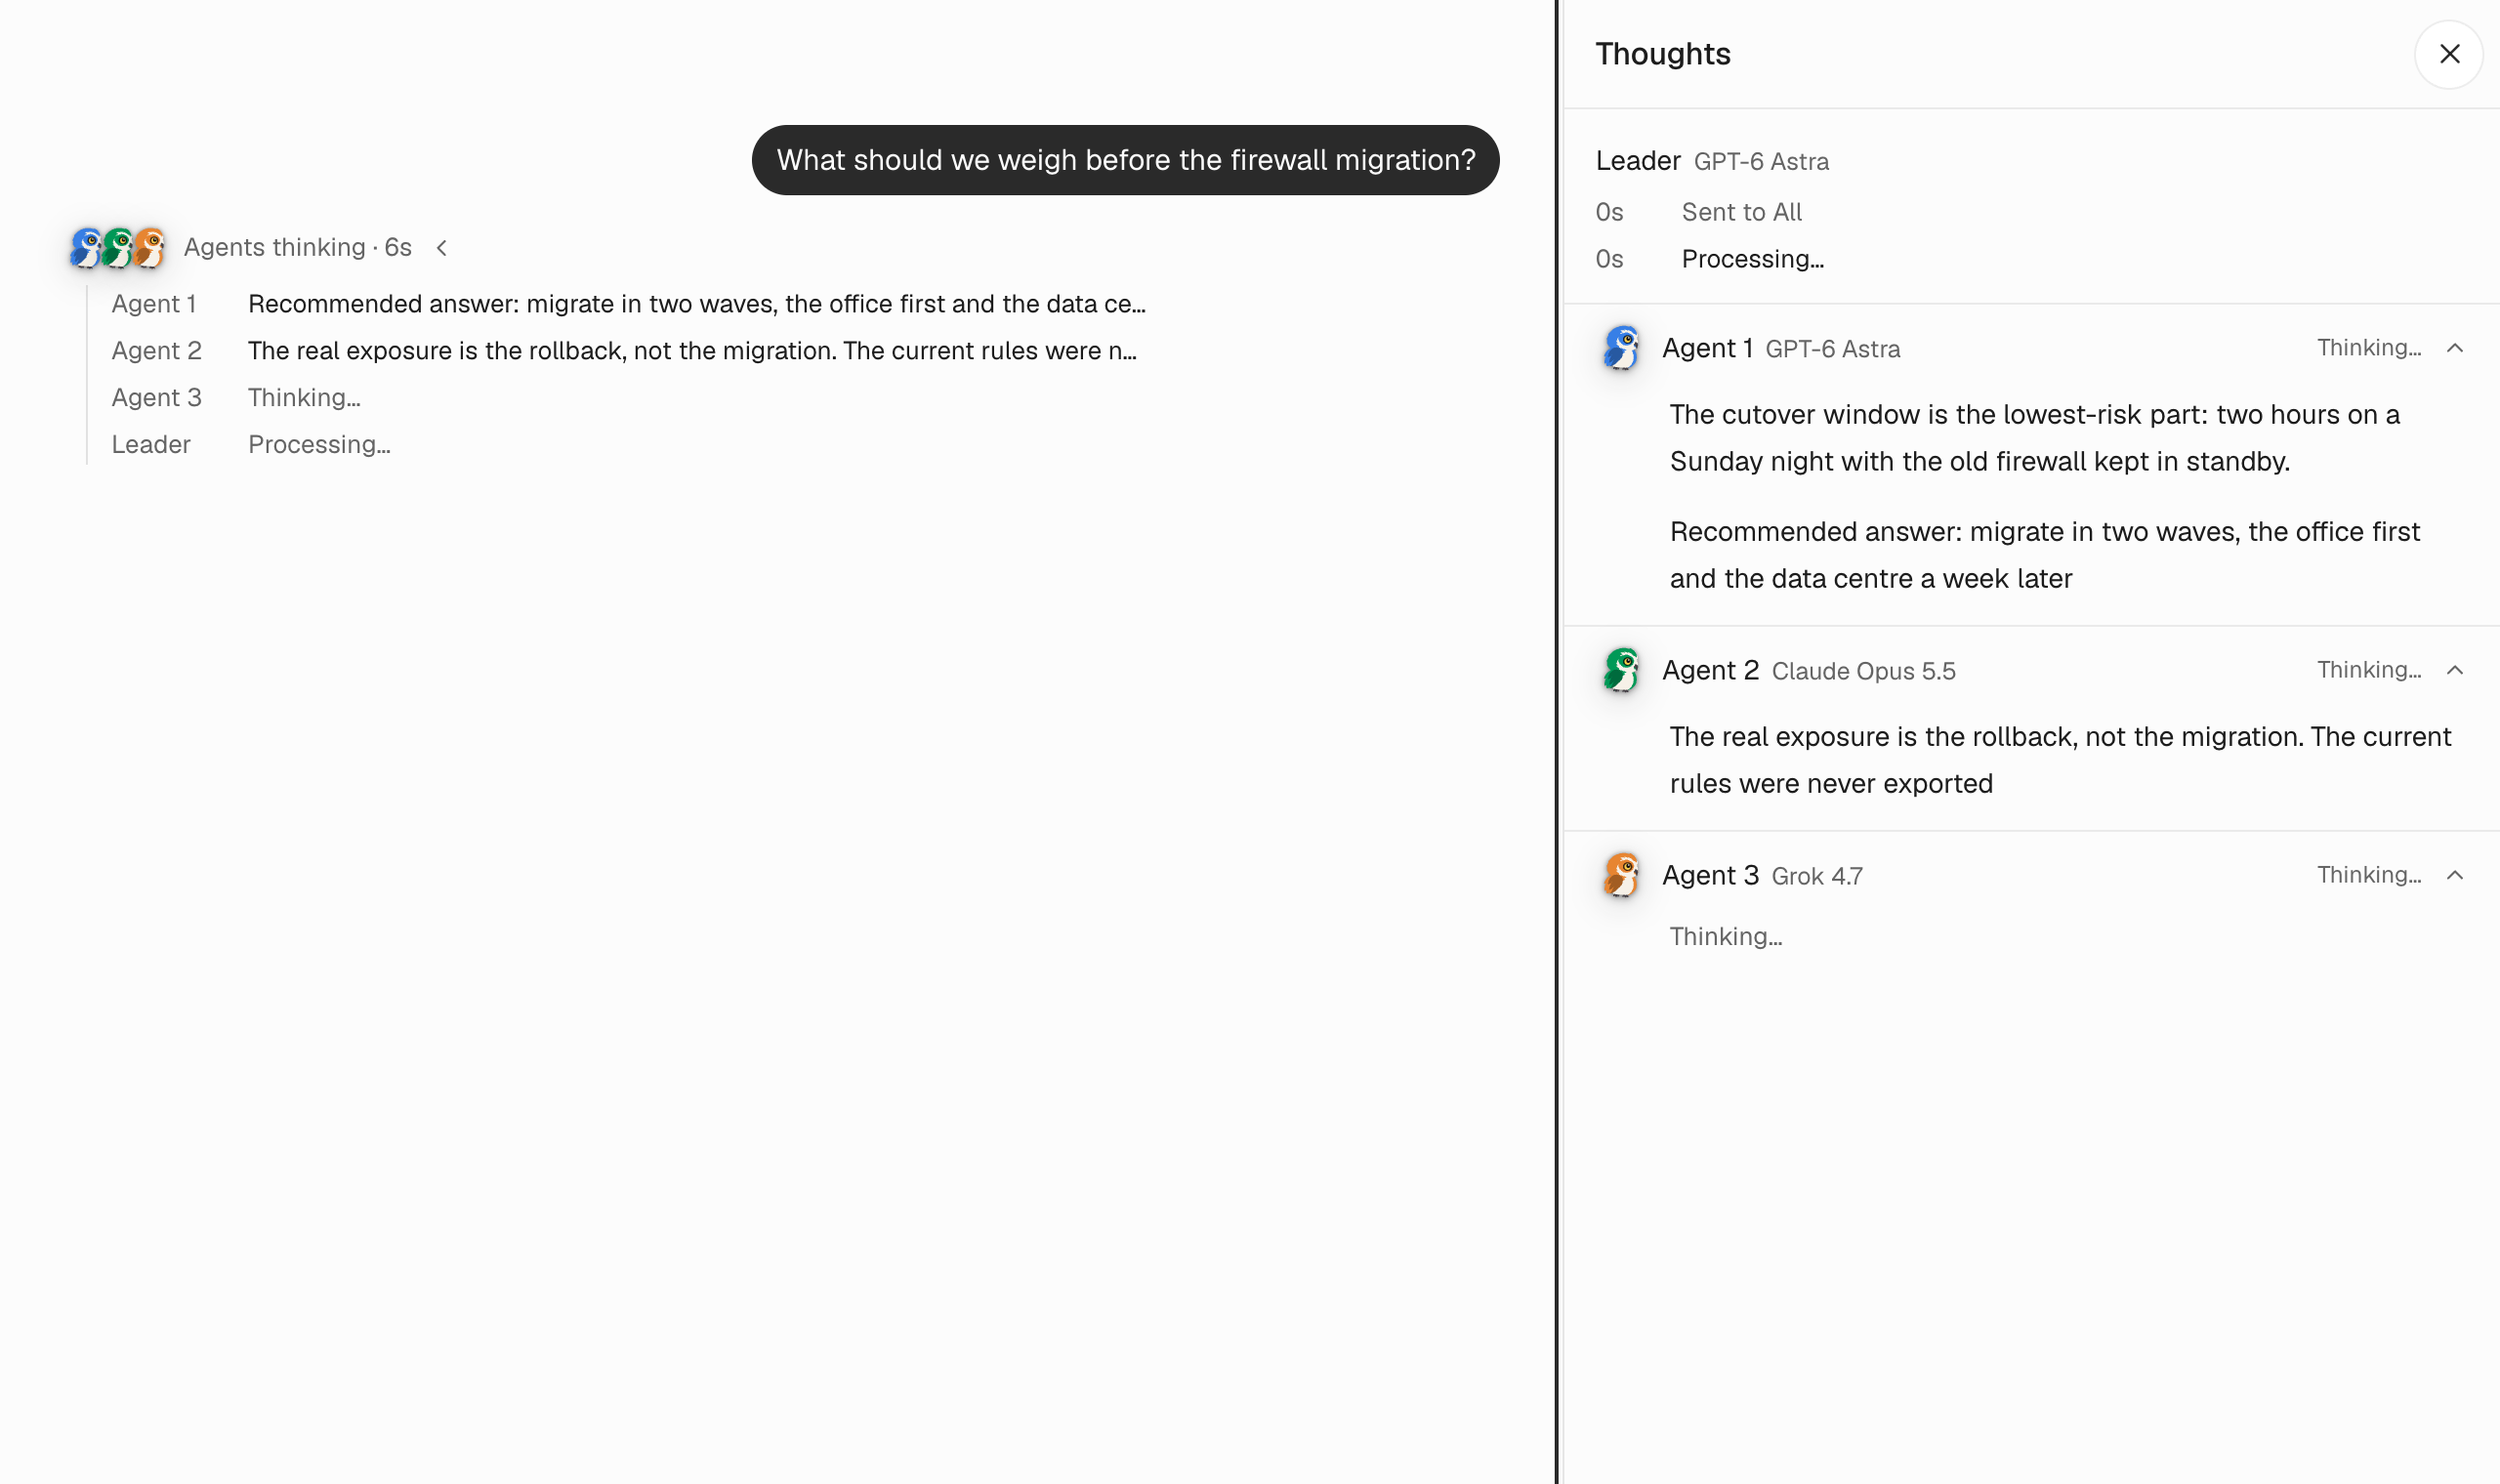 What should we weigh before the firewall migration?
Agents thinking · 6s
Agent 1 Recommended answer: migrate in two waves, the office first and the data ce…
Agent 2 The real exposure is the rollback, not the migration. The current rules were n…
Agent 3 Thinking…
Leader Processing…
Thoughts
Leader GPT-6 Astra
0s Sent to All
0s Processing…
Agent 1 GPT-6 Astra Thinking…
The cutover window is the lowest-risk part: two hours on a
Sunday night with the old firewall kept in standby.
Recommended answer: migrate in two waves, the office first
and the data centre a week later
Agent 2 Claude Opus 5.5 Thinking…
The real exposure is the rollback, not the migration. The current
rules were never exported
Agent 3 Grok 4.7 Thinking…
Thinking…